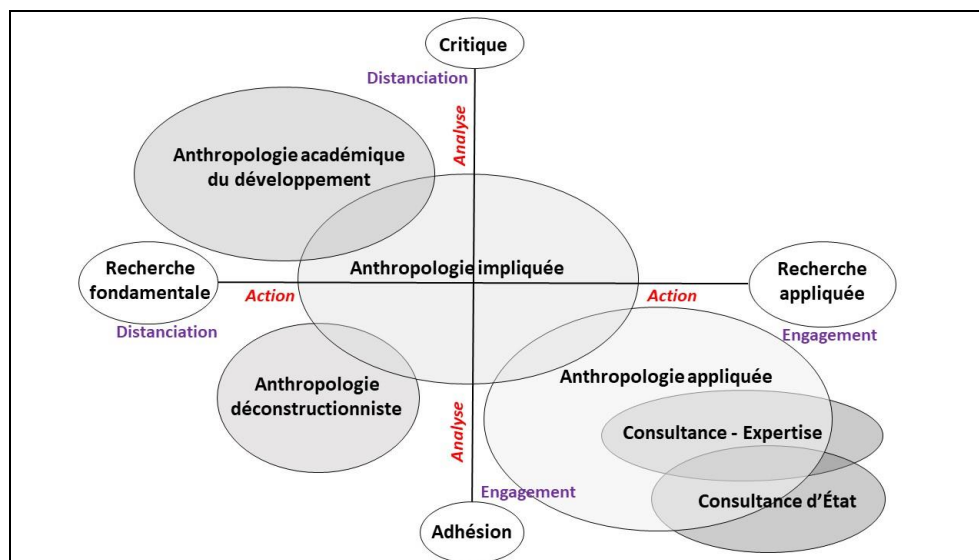 Critique
Distanciation
Analyse
Anthropologie académique
du développement
Anthropologie impliquée
Recherche
fondamentale
Action
Action
Recherche
appliquée
Distanciation
Engagement
Anthropologie
déconstructionniste
Analyse
Anthropologie appliquée
Consultance - Expertise
Engagement
Consultance d’État
Adhésion